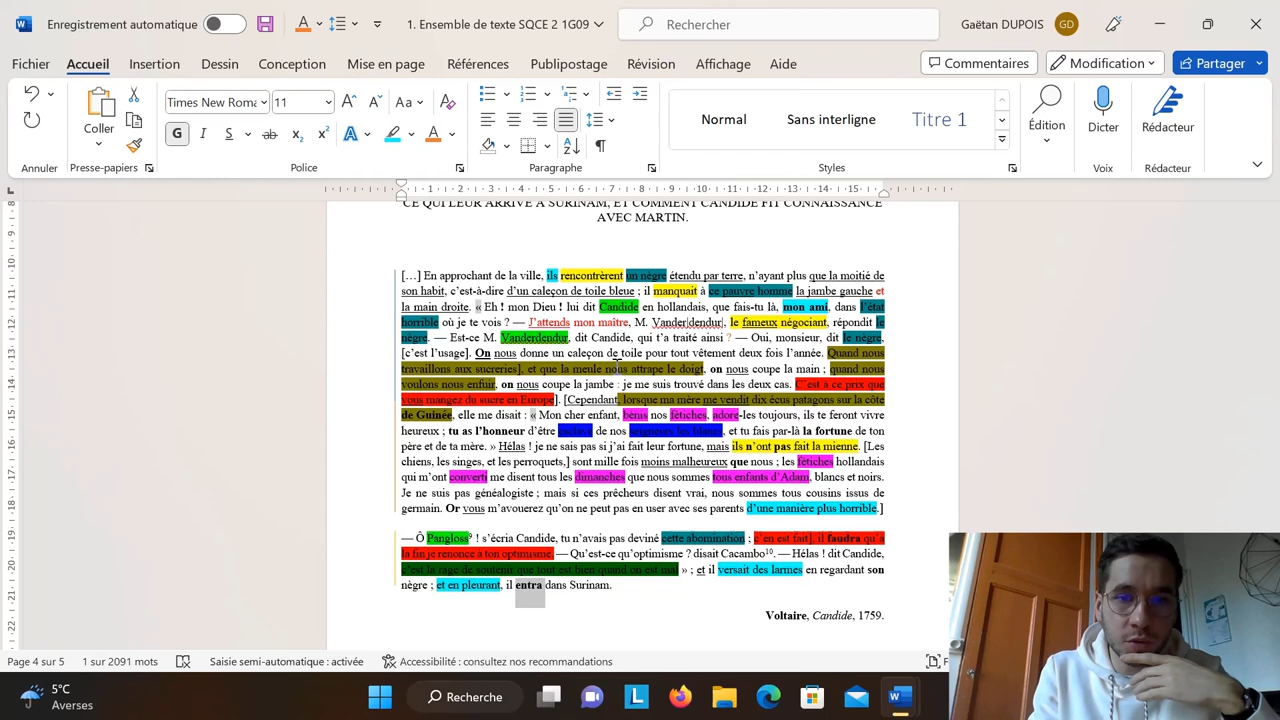 Enregistrement automatique
1. Ensemble de texte SQCE 2 1G09
Rechercher
Gaëtan DUPOIS
GD
Fichier Accueil Insertion Dessin Conception Mise en page Références Publipostage Révision Affichage Aide
Commentaires
Modification
Partager
Times New Roma 11
Coller
Normal Sans interligne Titre 1
Édition Dicter Rédacteur
Annuler Presse-papiers Police Paragraphe Styles Voix Rédacteur
CE QUI LEUR ARRIVE À SURINAM, ET COMMENT CANDIDE FIT CONNAISSANCE
AVEC MARTIN.
[…] En approchant de la ville, ils rencontrèrent un nègre étendu par terre, n’ayant plus que la moitié de
son habit, c’est-à-dire d’un caleçon de toile bleue ; il manquait à ce pauvre homme la jambe gauche et
la main droite. « Eh ! mon Dieu ! lui dit Candide en hollandais, que fais-tu là, mon ami, dans l’état
horrible où je te vois ? — J’attends mon maître, M. Vanderdendur, le fameux négociant, répondit le
nègre. — Est-ce M. Vanderdendur, dit Candide, qui t’a traité ainsi ? — Oui, monsieur, dit le nègre,
[c’est l’usage]. On nous donne un caleçon de toile pour tout vêtement deux fois l’année. Quand nous
travaillons aux sucreries], et que la meule nous attrape le doigt, on nous coupe la main ; quand nous
voulons nous enfuir, on nous coupe la jambe : je me suis trouvé dans les deux cas. C’est à ce prix que
vous mangez du sucre en Europe]. [Cependant, lorsque ma mère me vendit dix écus patagons sur la côte
de Guinée, elle me disait : « Mon cher enfant, bénis nos fétiches, adore-les toujours, ils te feront vivre
heureux ; tu as l’honneur d’être esclave de nos seigneurs les blancs, et tu fais par-là la fortune de ton
père et de ta mère. » Hélas ! je ne sais pas si j’ai fait leur fortune, mais ils n’ont pas fait la mienne. [Les
chiens, les singes, et les perroquets,] sont mille fois moins malheureux que nous ; les fétiches hollandais
qui m’ont converti me disent tous les dimanches que nous sommes tous enfants d’Adam, blancs et noirs.
Je ne suis pas généalogiste ; mais si ces prêcheurs disent vrai, nous sommes tous cousins issus de
germain. Or vous m’avouerez qu’on ne peut pas en user avec ses parents d’une manière plus horrible.]
— Ô Pangloss⁹ ! s’écria Candide, tu n’avais pas deviné cette abomination ; c’en est fait], il faudra qu’à
la fin je renonce à ton optimisme. — Qu’est-ce qu’optimisme ? disait Cacambo¹⁰. — Hélas ! dit Candide,
c’est la rage de soutenir que tout est bien quand on est mal » ; et il versait des larmes en regardant son
nègre ; et en pleurant, il entra dans Surinam.
Voltaire, Candide, 1759.
Page 4 sur 5 1 sur 2091 mots Saisie semi-automatique : activée Accessibilité : consultez nos recommandations
5°C
Averses
Recherche